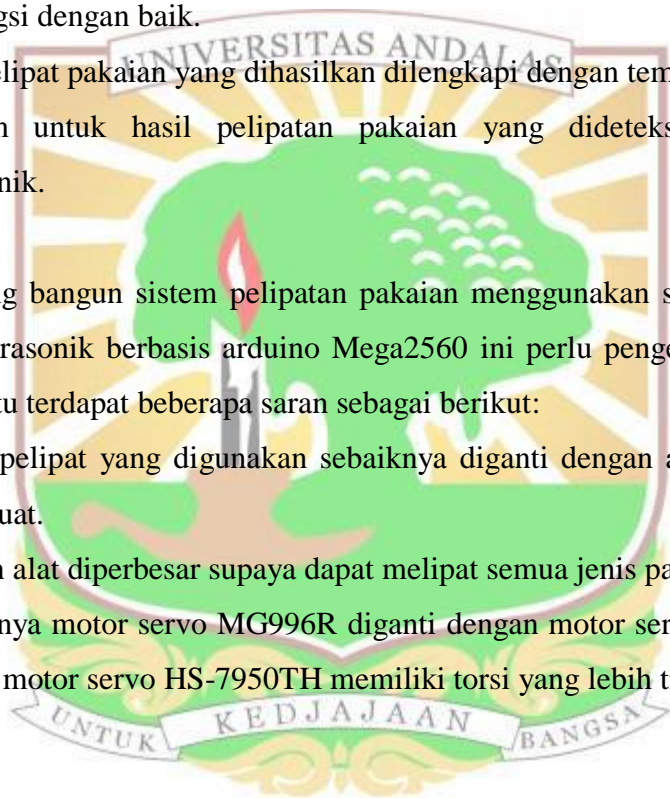 gsi dengan baik.
UNIVERSITAS ANDALAS
elipat pakaian yang dihasilkan dilengkapi dengan tem
n untuk hasil pelipatan pakaian yang dideteks
nik.
g bangun sistem pelipatan pakaian menggunakan s
rasonik berbasis arduino Mega2560 ini perlu penge
tu terdapat beberapa saran sebagai berikut:
pelipat yang digunakan sebaiknya diganti dengan a
uat.
n alat diperbesar supaya dapat melipat semua jenis pa
nya motor servo MG996R diganti dengan motor ser
motor servo HS-7950TH memiliki torsi yang lebih t
UNTUK KEDJAJAAN BANGSA